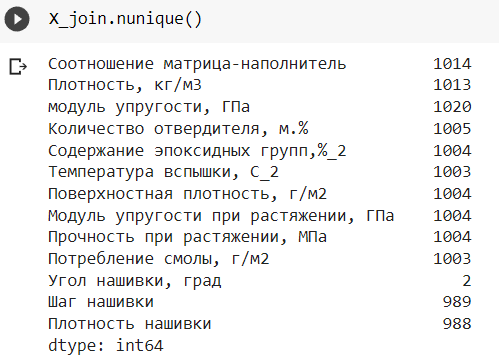 X_join.nunique()
Соотношение матрица-наполнитель 1014
Плотность, кг/м3 1013
модуль упругости, ГПа 1020
Количество отвердителя, м.% 1005
Содержание эпоксидных групп,%_2 1004
Температура вспышки, С_2 1003
Поверхностная плотность, г/м2 1004
Модуль упругости при растяжении, ГПа 1004
Прочность при растяжении, МПа 1004
Потребление смолы, г/м2 1003
Угол нашивки, град 2
Шаг нашивки 989
Плотность нашивки 988
dtype: int64